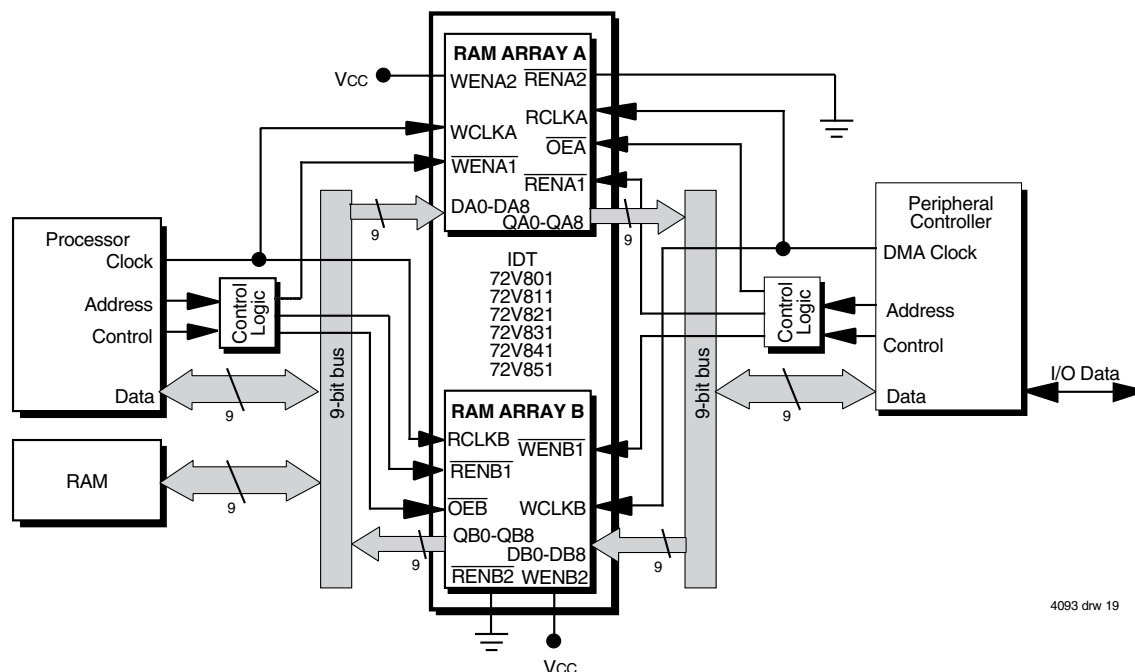 RAM ARRAY A
VCC
WENA2
RENA2
RCLKA
WCLKA
OEA
WENA1
RENA1
DA0-DA8
QA0-QA8
9
9
Processor
Clock
Address
Control
Data
9
Control
Logic
9-bit bus
IDT
72V801
72V811
72V821
72V831
72V841
72V851
9-bit bus
Control
Logic
Peripheral
Controller
DMA Clock
Address
Control
Data
9
I/O Data
RAM
9
RAM ARRAY B
RCLKB
WENB1
RENB1
OEB
WCLKB
QB0-QB8
DB0-DB8
9
9
RENB2
WENB2
VCC
4093 drw 19